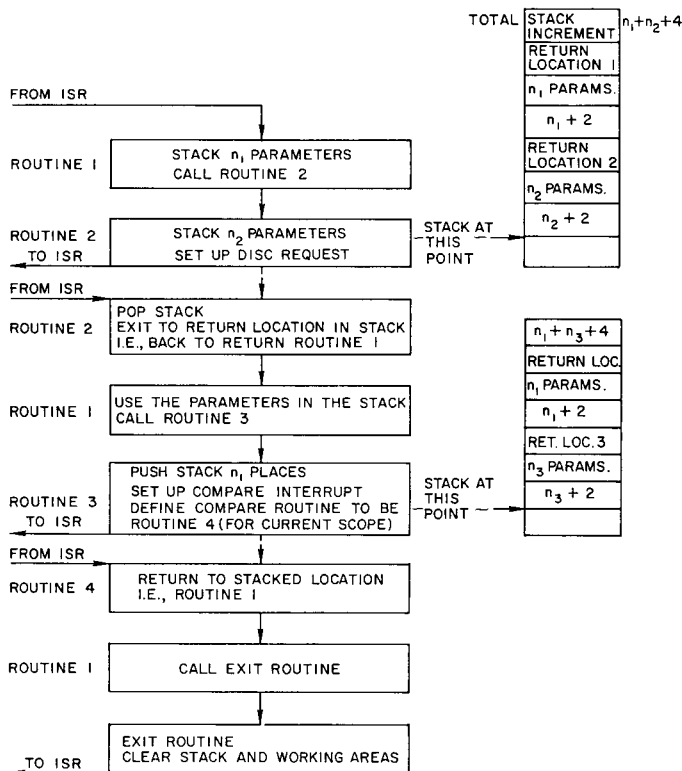 TOTAL STACK INCREMENT n₁+n₂+4
RETURN LOCATION 1
n₁ PARAMS.
n₁ + 2
RETURN LOCATION 2
n₂ PARAMS.
n₂ + 2
FROM ISR
ROUTINE 1
STACK n₁ PARAMETERS
CALL ROUTINE 2
ROUTINE 2
STACK n₂ PARAMETERS
SET UP DISC REQUEST
STACK AT THIS POINT
TO ISR
FROM ISR
ROUTINE 2
POP STACK
EXIT TO RETURN LOCATION IN STACK
I.E., BACK TO RETURN ROUTINE 1
ROUTINE 1
USE THE PARAMETERS IN THE STACK
CALL ROUTINE 3
n₁ + n₃ + 4
RETURN LOC.
n₁ PARAMS.
n₁ + 2
RET. LOC. 3
n₃ PARAMS.
n₃ + 2
ROUTINE 3
PUSH STACK n₁ PLACES
SET UP COMPARE INTERRUPT
DEFINE COMPARE ROUTINE TO BE
ROUTINE 4 (FOR CURRENT SCOPE)
STACK AT THIS POINT
TO ISR
FROM ISR
ROUTINE 4
RETURN TO STACKED LOCATION
I.E., ROUTINE 1
ROUTINE 1
CALL EXIT ROUTINE
EXIT ROUTINE
CLEAR STACK AND WORKING AREAS
TO ISR